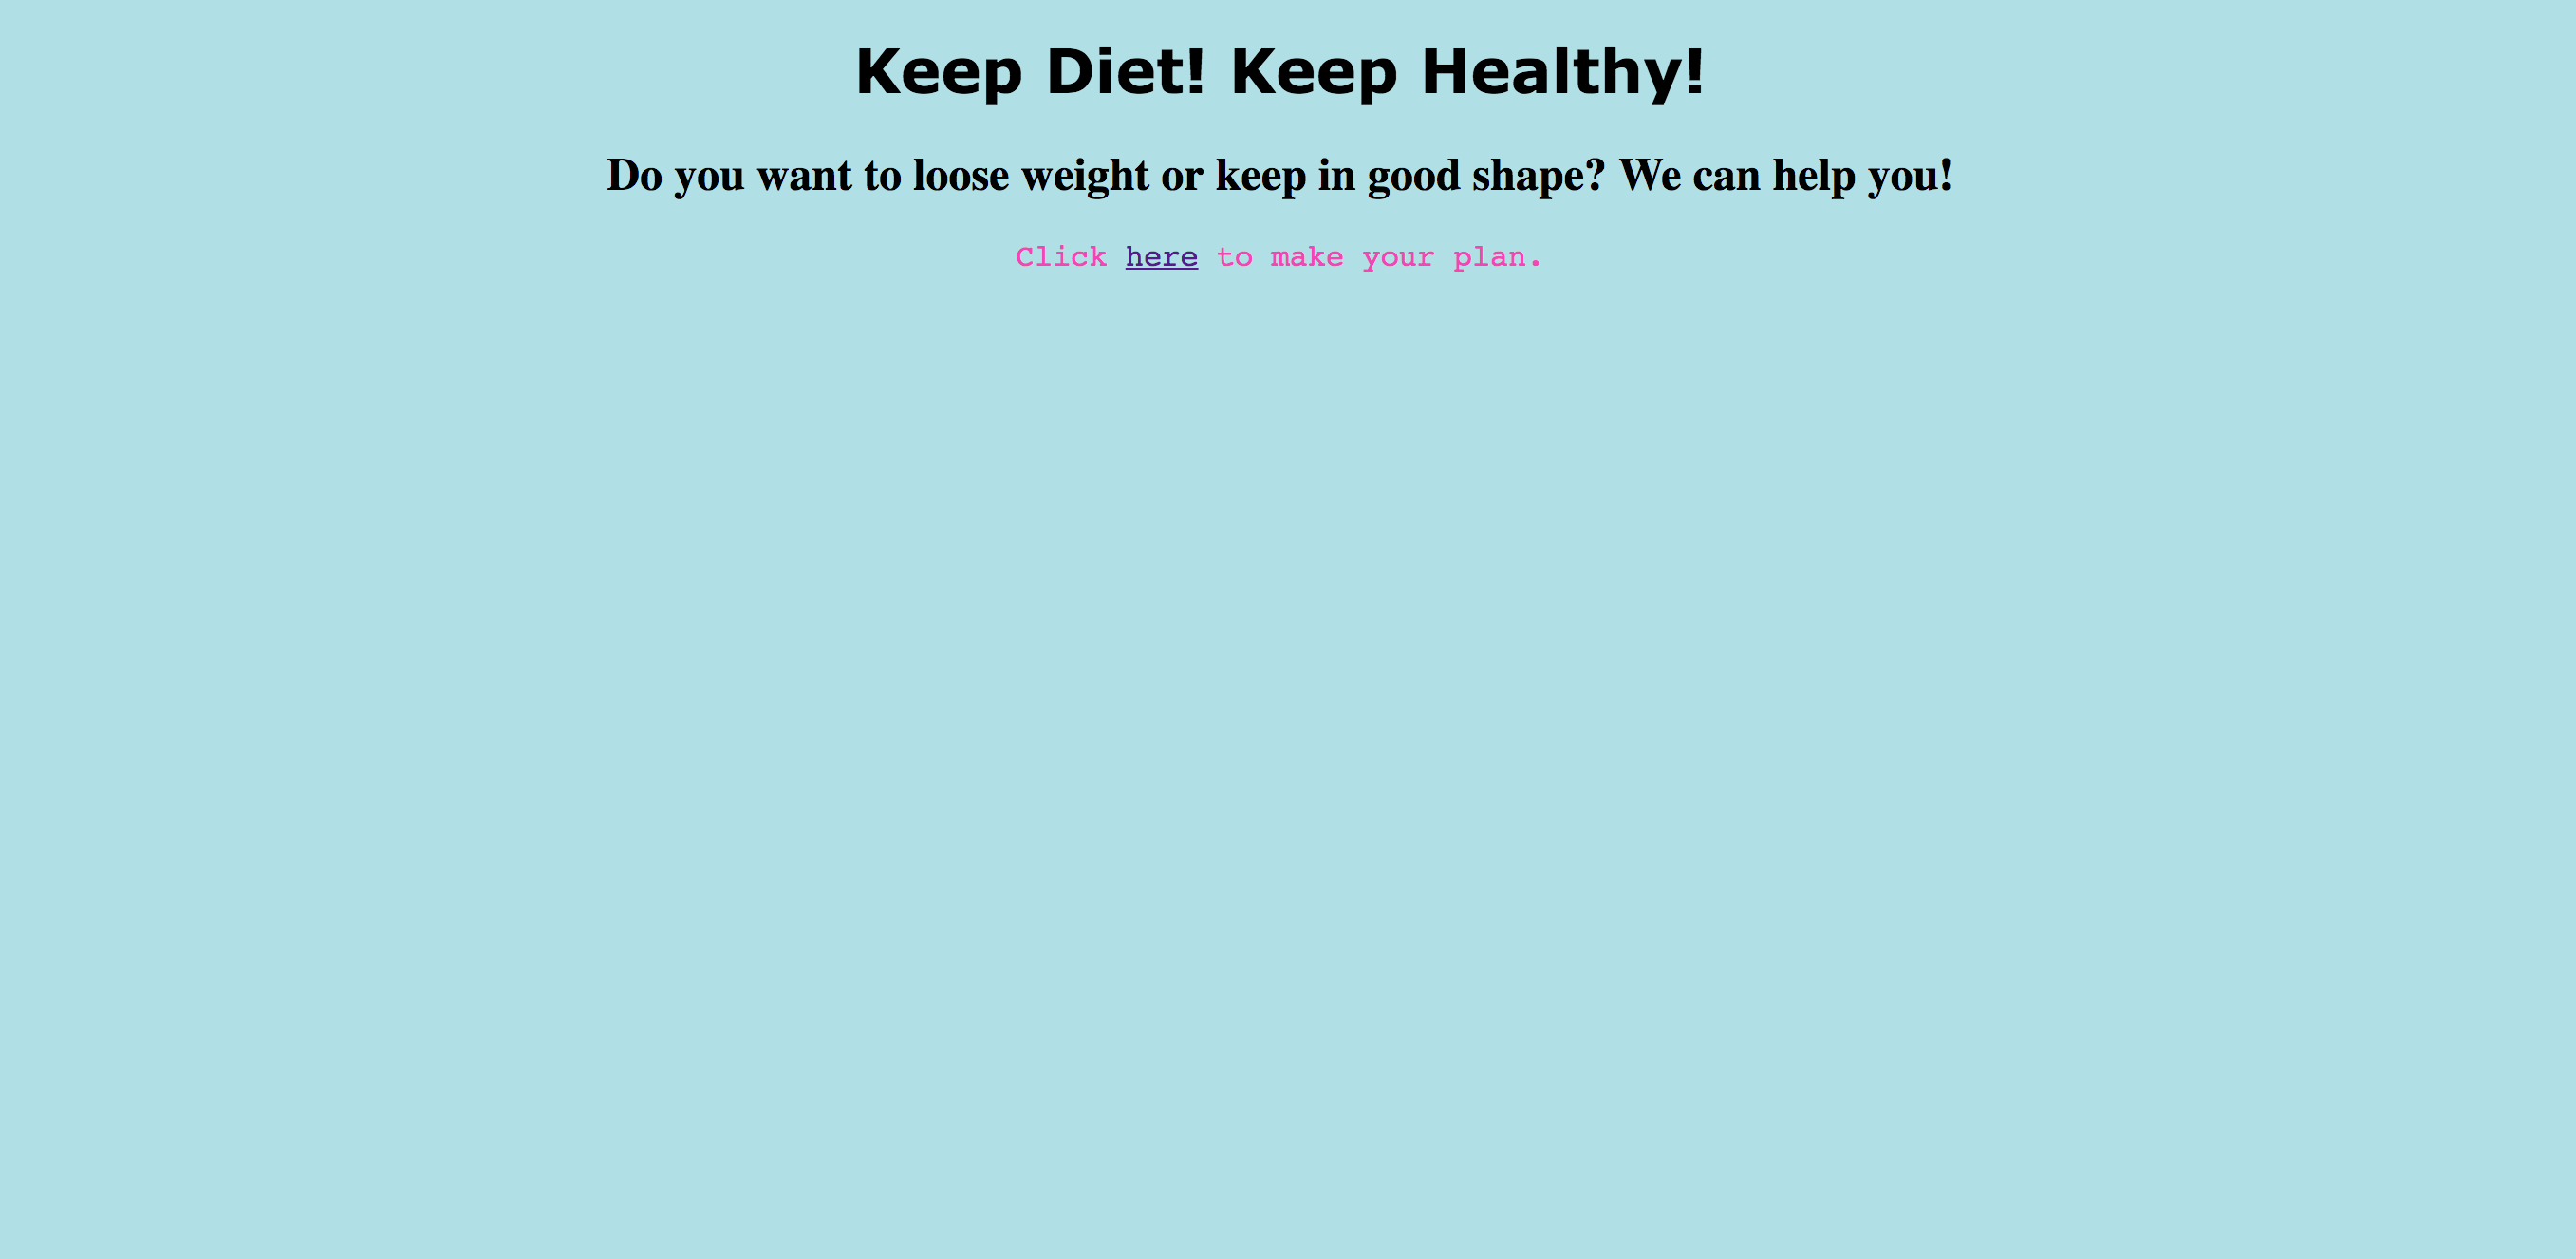 Keep Diet! Keep Healthy!
Do you want to loose weight or keep in good shape? We can help you!
Click here to make your plan.